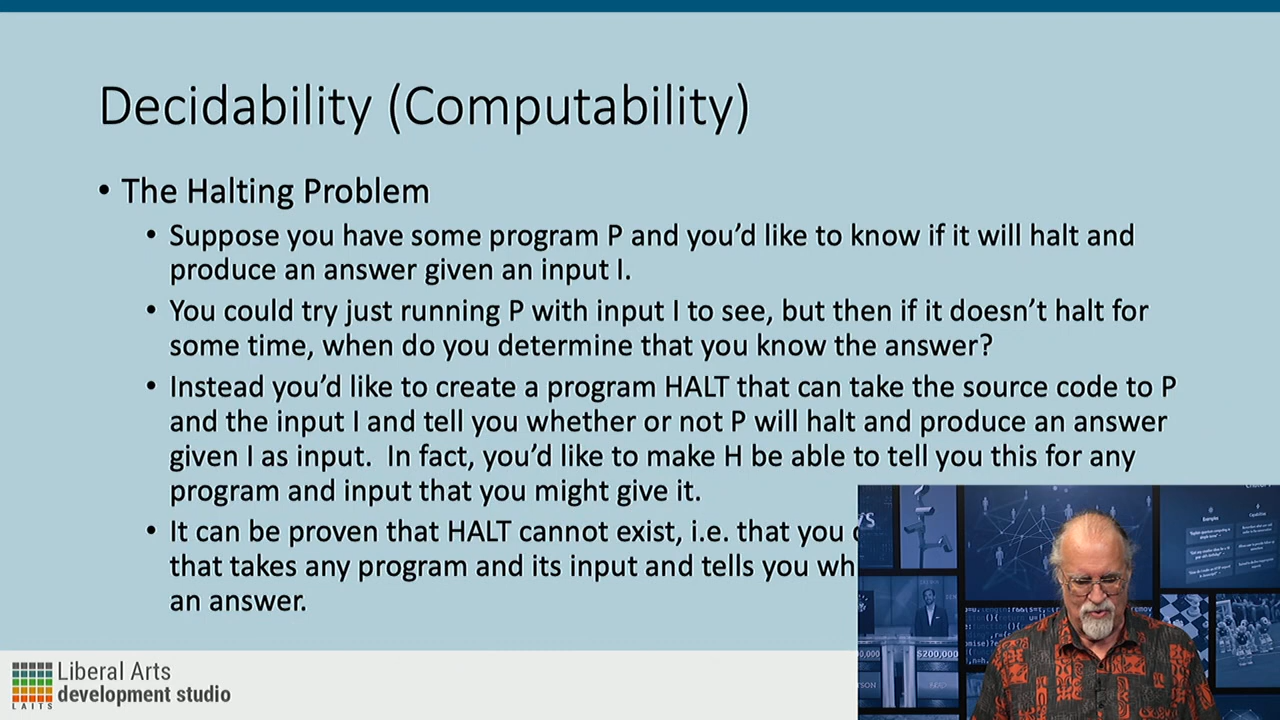 Decidability (Computability)
• The Halting Problem
• Suppose you have some program P and you’d like to know if it will halt and
produce an answer given an input I.
• You could try just running P with input I to see, but then if it doesn’t halt for
some time, when do you determine that you know the answer?
• Instead you’d like to create a program HALT that can take the source code to P
and the input I and tell you whether or not P will halt and produce an answer
given I as input.  In fact, you’d like to make H be able to tell you this for any
program and input that you might give it.
• It can be proven that HALT cannot exist, i.e. that you
that takes any program and its input and tells you
an answer.
Examples
Capabilities
$200,000
Liberal Arts
development studio
LAITS